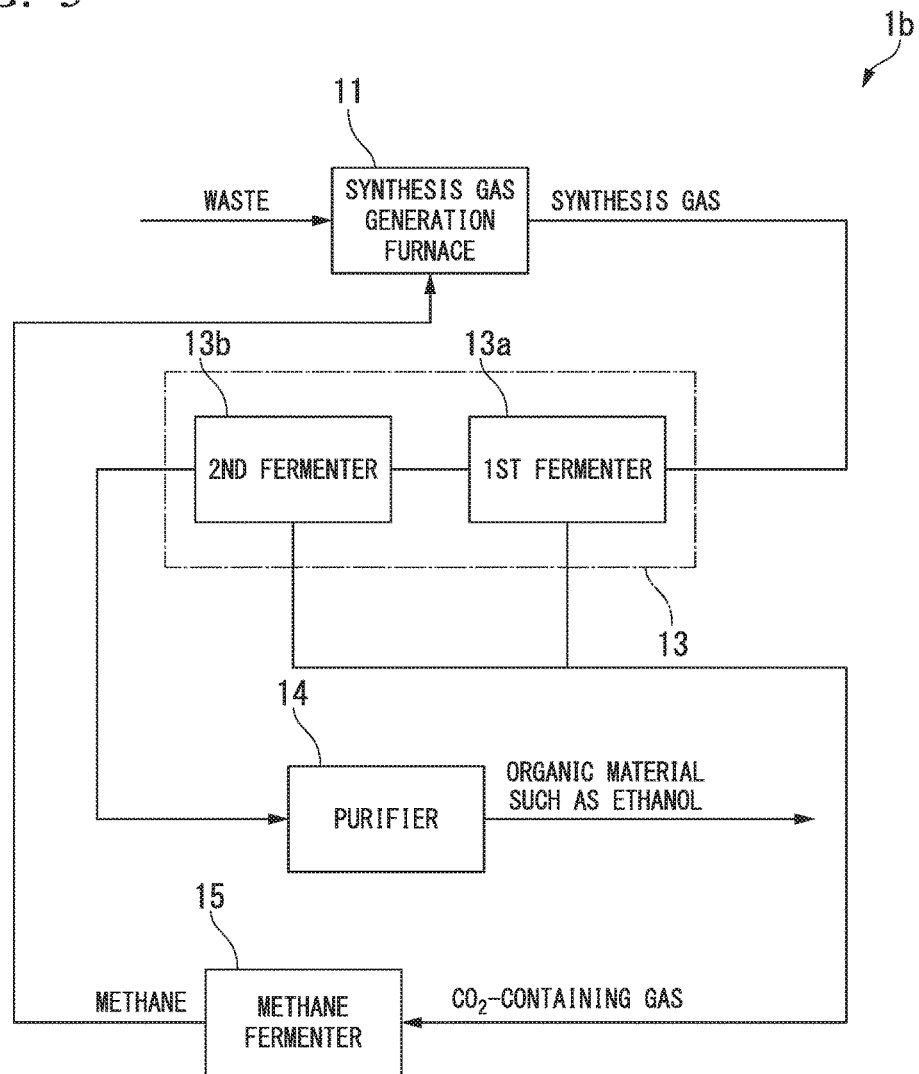 1b
11
WASTE
SYNTHESIS GAS
GENERATION
FURNACE
SYNTHESIS GAS
13b
13a
2ND FERMENTER
1ST FERMENTER
13
14
PURIFIER
ORGANIC MATERIAL
SUCH AS ETHANOL
15
METHANE
METHANE
FERMENTER
CO₂-CONTAINING GAS